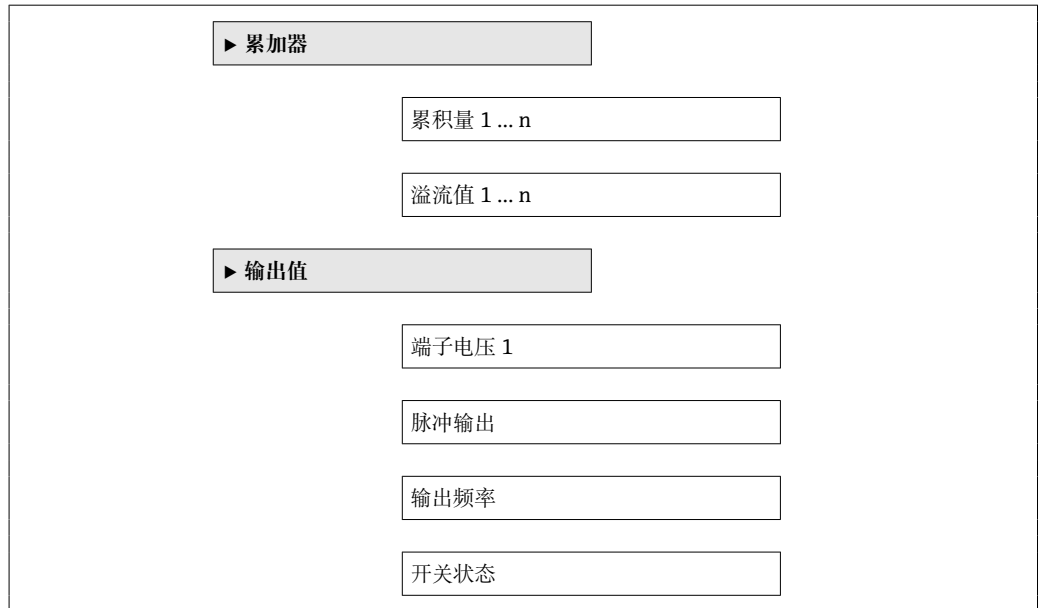 ▶ 累加器
累积量 1 ... n
溢流值 1 ... n
▶ 输出值
端子电压 1
脉冲输出
输出频率
开关状态